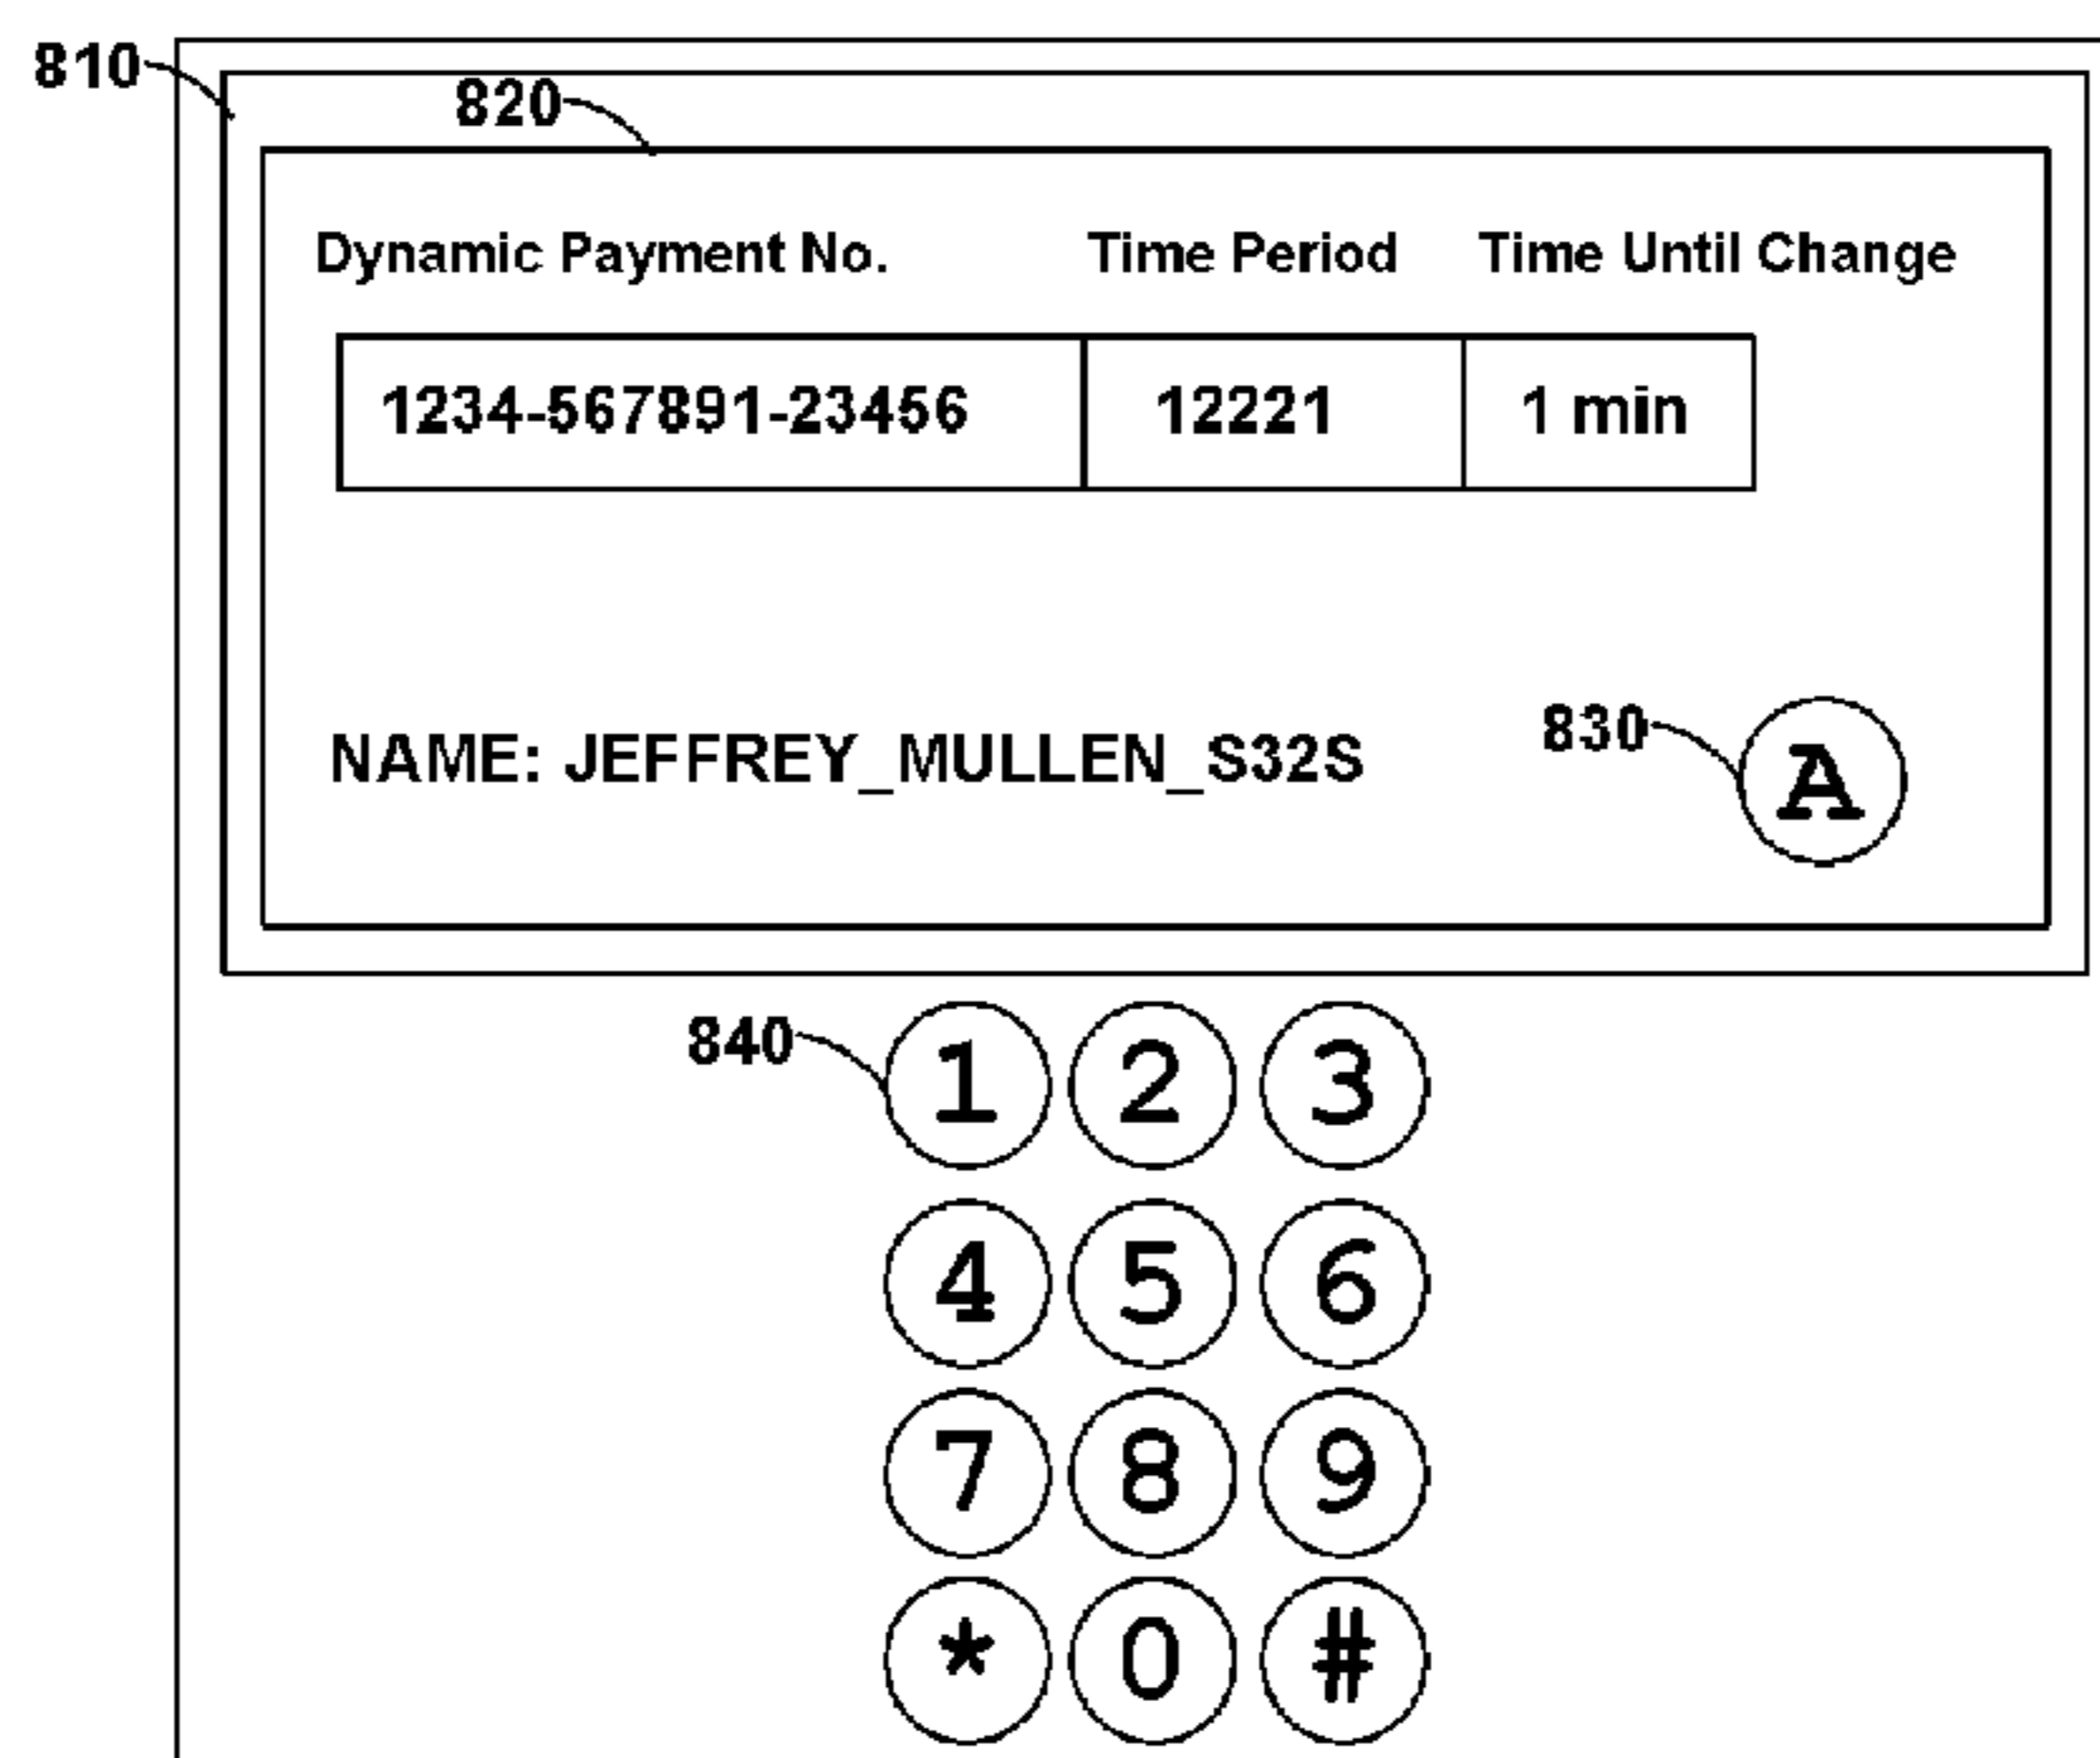 810
820
Dynamic Payment No. Time Period Time Until Change
1234-567891-23456 12221 1 min
NAME: JEFFREY_MULLEN_S32S 830 A
840 1 2 3
4 5 6
7 8 9
* 0 #